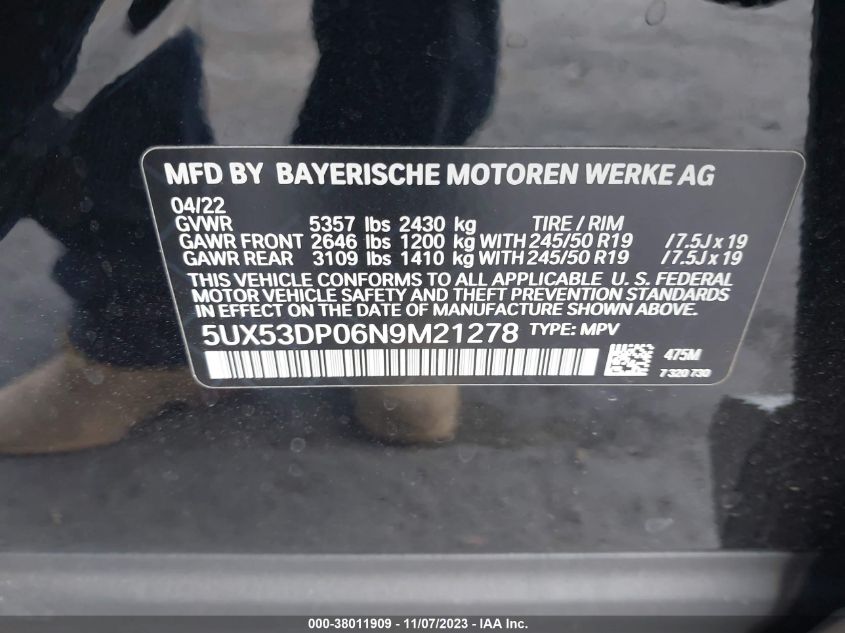 MFD BY BAYERISCHE MOTOREN WERKE AG
04/22
GVWR 5357 lbs 2430 kg TIRE / RIM
GAWR FRONT 2646 lbs 1200 kg WITH 245/50 R19 / 7.5J x 19
GAWR REAR 3109 lbs 1410 kg WITH 245/50 R19 / 7.5J x 19
THIS VEHICLE CONFORMS TO ALL APPLICABLE U. S. FEDERAL
MOTOR VEHICLE SAFETY AND THEFT PREVENTION STANDARDS
IN EFFECT ON THE DATE OF MANUFACTURE SHOWN ABOVE.
5UX53DP06N9M21278 TYPE: MPV
475M
7 320 730
000-38011909 - 11/07/2023 - IAA Inc.